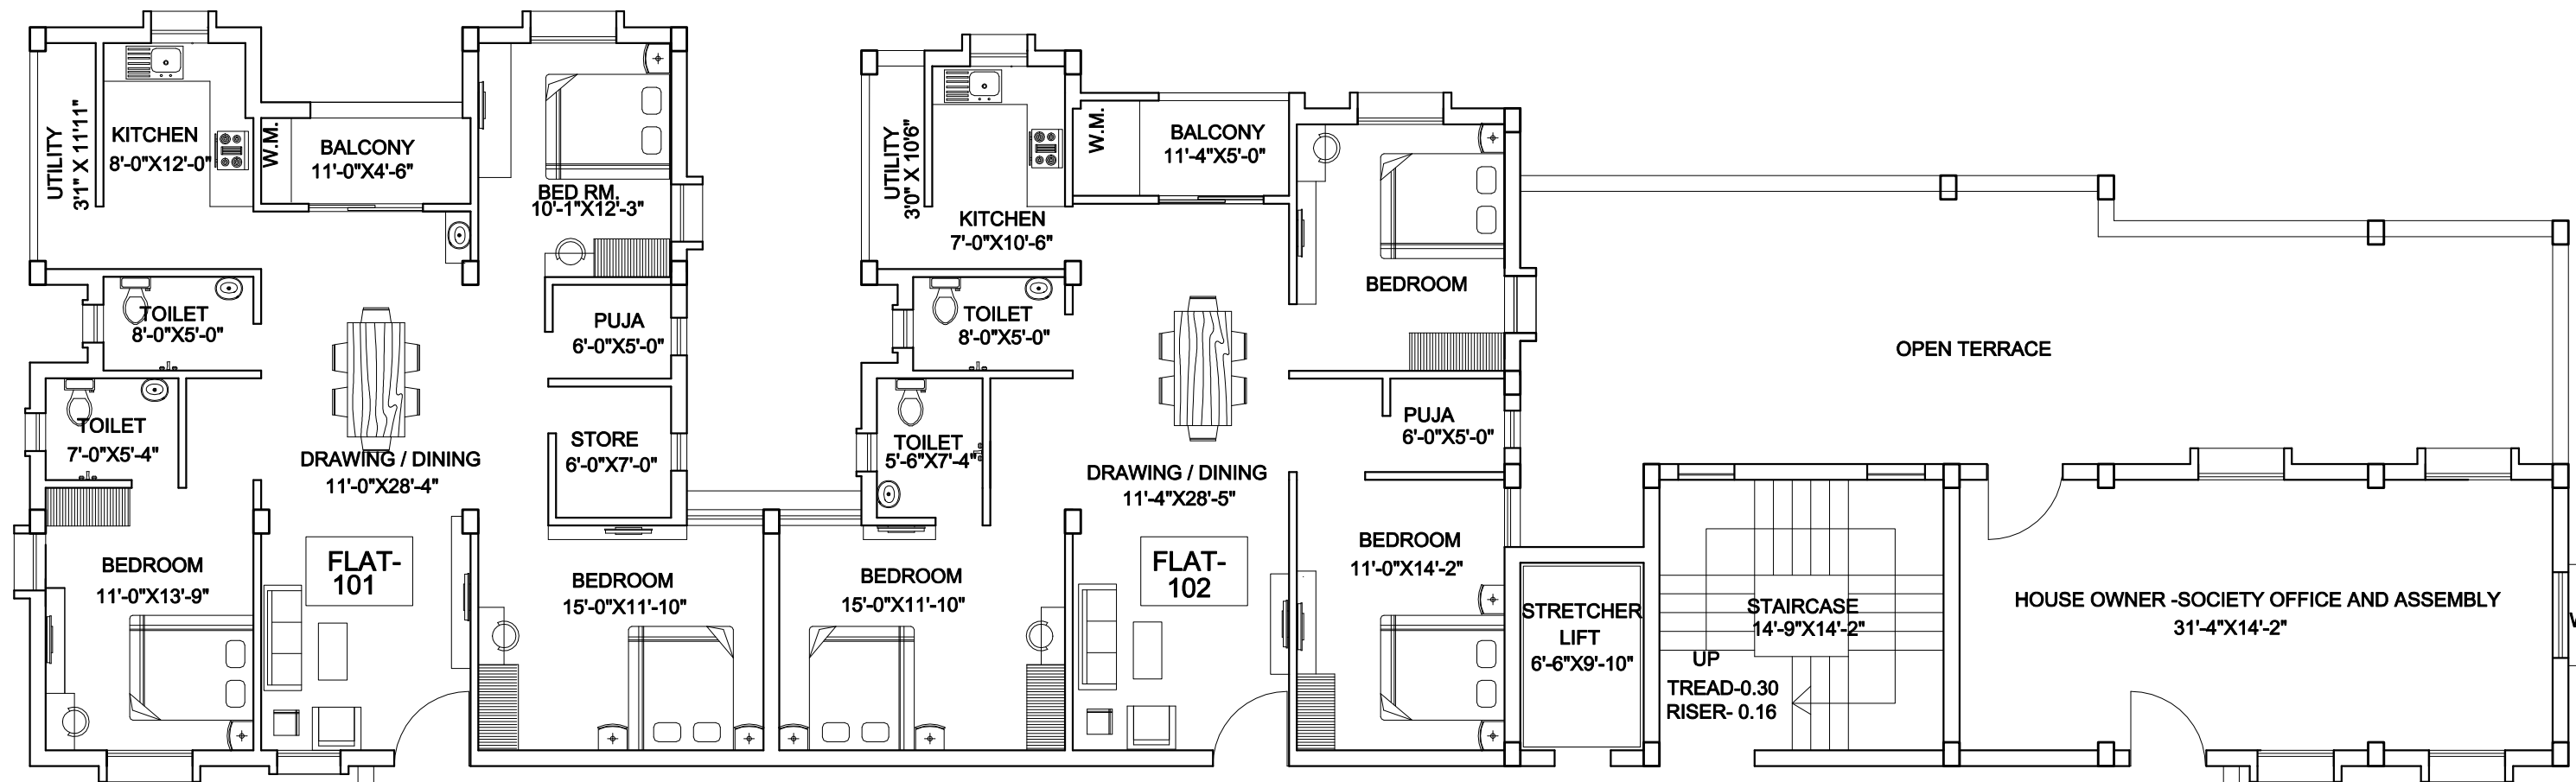 UTILITY
3'1" X 11'11"
KITCHEN
8'-0"X12'-0"
W.M.
BALCONY
11'-0"X4'-6"
BED RM.
10'-1"X12'-3"
TOILET
8'-0"X5'-0"
PUJA
6'-0"X5'-0"
TOILET
7'-0"X5'-4"
DRAWING / DINING
11'-0"X28'-4"
STORE
6'-0"X7'-0"
BEDROOM
11'-0"X13'-9"
FLAT-
101
BEDROOM
15'-0"X11'-10"
UTILITY
3'0" X 10'6"
KITCHEN
7'-0"X10'-6"
W.M.
BALCONY
11'-4"X5'-0"
BEDROOM
TOILET
8'-0"X5'-0"
PUJA
6'-0"X5'-0"
TOILET
5'-6"X7'-4"
DRAWING / DINING
11'-4"X28'-5"
BEDROOM
15'-0"X11'-10"
FLAT-
102
BEDROOM
11'-0"X14'-2"
OPEN TERRACE
STRETCHER
LIFT
6'-6"X9'-10"
STAIRCASE
14'-9"X14'-2"
UP
TREAD-0.30
RISER- 0.16
HOUSE OWNER -SOCIETY OFFICE AND ASSEMBLY
31'-4"X14'-2"